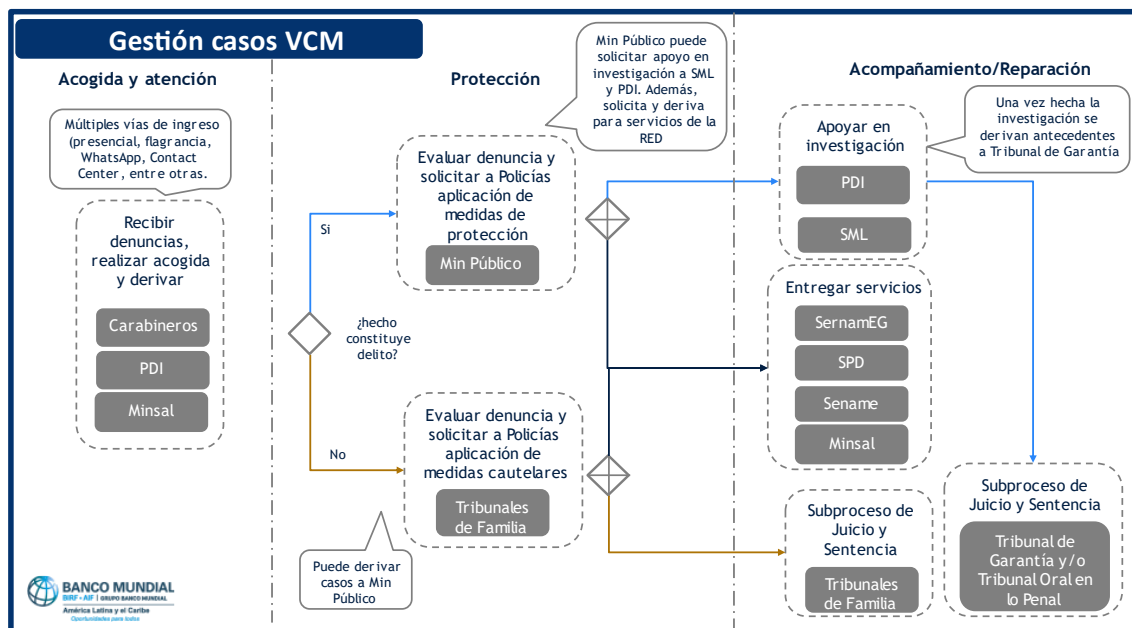 Gestión casos VCM
Acogida y atención
Múltiples vías de ingreso
(presencial, flagrancia,
WhatsApp, Contact
Center, entre otras.
Recibir
denuncias,
realizar acogida
y derivar
Carabineros
PDI
Minsal
Protección
Min Público puede
solicitar apoyo en
investigación a SML
y PDI. Además,
solicita y deriva
para servicios de la
RED
Evaluar denuncia y
solicitar a Policías
aplicación de
medidas de
protección
Min Público
Si
¿hecho
constituye
delito?
No
Evaluar denuncia y
solicitar a Policías
aplicación de
medidas cautelares
Tribunales
de Familia
Puede derivar
casos a Min
Público
Acompañamiento/Reparación
Una vez hecha la
investigación se
derivan antecedentes
a Tribunal de Garantía
Apoyar en
investigación
PDI
SML
Entregar servicios
SernamEG
SPD
Sename
Minsal
Subproceso de
Juicio y
Sentencia
Tribunales
de Familia
Subproceso de
Juicio y Sentencia
Tribunal de
Garantía y/o
Tribunal Oral en
lo Penal
BANCO MUNDIAL
BIRF • AIF | GRUPO BANCO MUNDIAL
América Latina y el Caribe
Oportunidades para todos